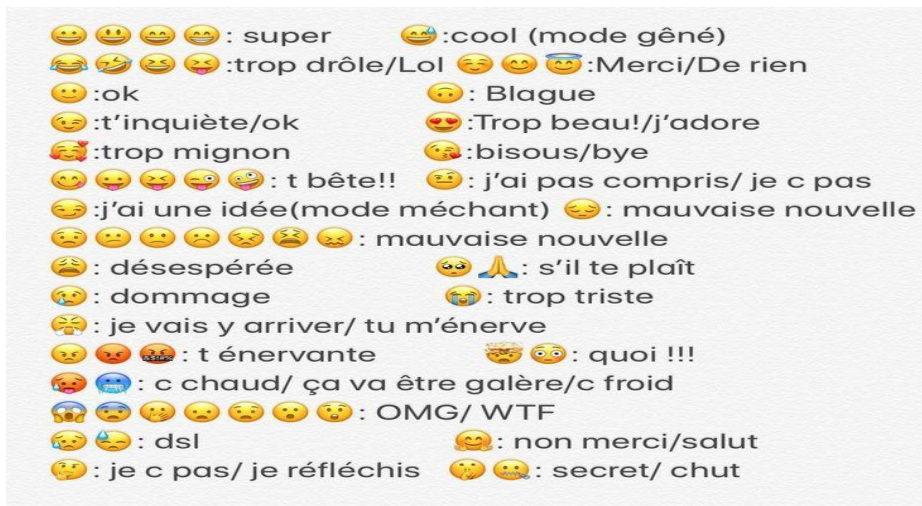 😀 😃 😄 😁 : super 😅 :cool (mode gêné)
😂 🤣 😆 😝 :trop drôle/Lol ☺️ 😊 😇 :Merci/De rien
🙂 :ok 🙃 : Blague
😉 :t'inquiète/ok 😍 :Trop beau!/j'adore
🥰 :trop mignon 😘 :bisous/bye
😋 😛 😝 😜 🤪 : t bête!! 🤨 : j'ai pas compris/ je c pas
😏 :j'ai une idée(mode méchant) 😔 : mauvaise nouvelle
😟 😕 🙁 ☹️ 😣 😫 😖 : mauvaise nouvelle
😩 : désespérée 🥺 🙏 : s'il te plaît
😢 : dommage 😭 : trop triste
😤 : je vais y arriver/ tu m'énerve
😠 😡 🤬 : t énervante 🤯 😳 : quoi !!!
🥵 🥶 : c chaud/ ça va être galère/c froid
😱 😨 🤭 😦 😧 😮 😲 : OMG/ WTF
😥 😓 : dsl 🤗 : non merci/salut
🤔 : je c pas/ je réfléchis 🤫 🤐 : secret/ chut